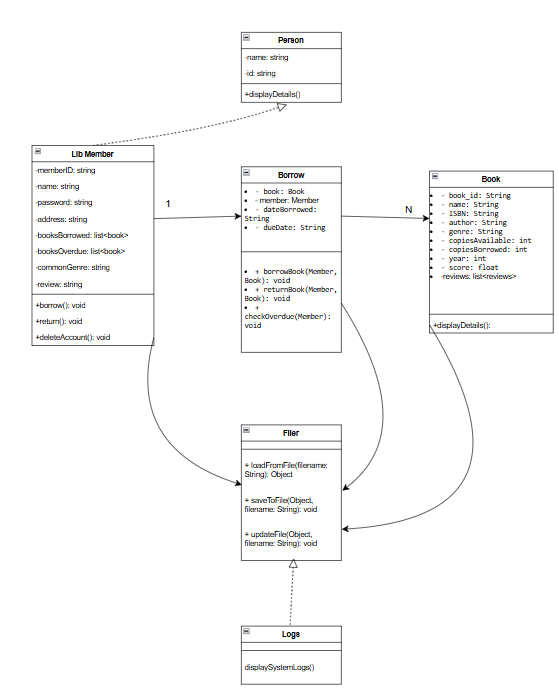 Person
-name: string
-id: string
+displayDetails()
Lib Member
-memberID: string
-name: string
-password: string
-address: string
-booksBorrowed: list<book>
-booksOverdue: list<book>
-commonGenre: string
-review: string
+borrow(): void
+return(): void
+deleteAccount(): void
1
Borrow
- book: Book
- member: Member
- dateBorrowed:
String
- dueDate: String
+ borrowBook(Member,
Book): void
+ returnBook(Member,
Book): void
+
checkOverdue(Member):
void
N
Book
- book_id: String
- name: String
- ISBN: String
- author: String
- genre: String
- copiesAvailable: int
- copiesBorrowed: int
- year: int
- score: float
-reviews: list<reviews>
+displayDetails():
Filer
+ loadFromFile(filename:
String): Object
+ saveToFile(Object,
filename: String): void
+ updateFile(Object,
filename: String): void
Logs
displaySystemLogs()